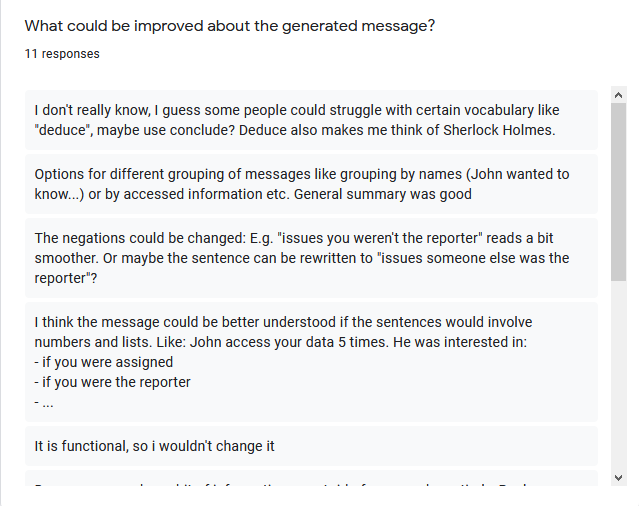 What could be improved about the generated message?
11 responses
I don't really know, I guess some people could struggle with certain vocabulary like
"deduce", maybe use conclude? Deduce also makes me think of Sherlock Holmes.
Options for different grouping of messages like grouping by names (John wanted to
know...) or by accessed information etc. General summary was good
The negations could be changed: E.g. "issues you weren't the reporter" reads a bit
smoother. Or maybe the sentence can be rewritten to "issues someone else was the
reporter"?
I think the message could be better understood if the sentences would involve
numbers and lists. Like: John access your data 5 times. He was interested in:
- if you were assigned
- if you were the reporter
- ...
It is functional, so i wouldn't change it